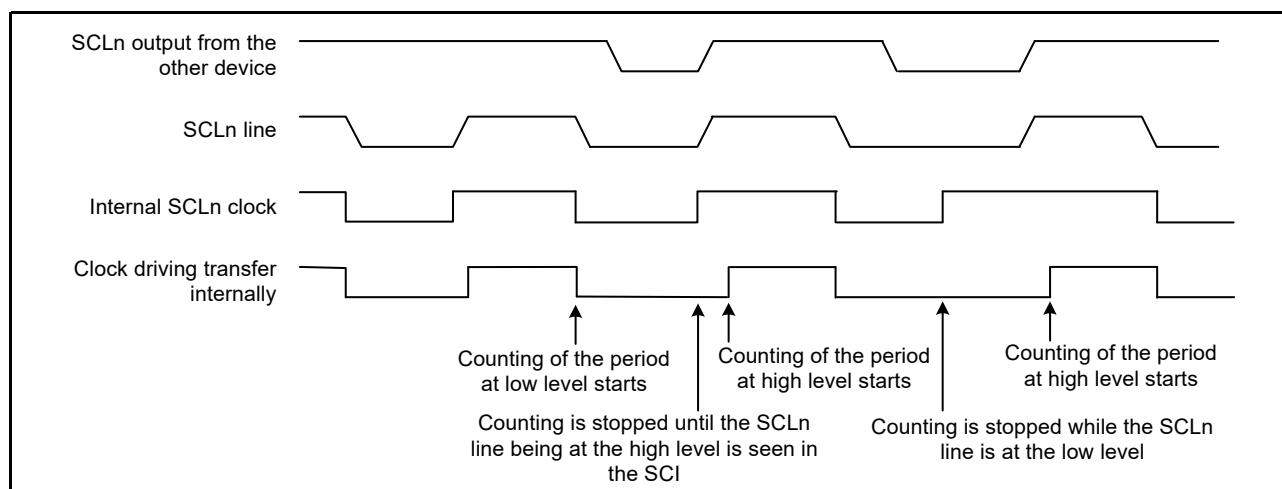 SCLn output from the
other device
SCLn line
Internal SCLn clock
Clock driving transfer
internally
Counting of the period
at low level starts
Counting of the period
at high level starts
Counting of the period
at high level starts
Counting is stopped until the SCLn
line being at the high level is seen in
the SCI
Counting is stopped while the SCLn
line is at the low level